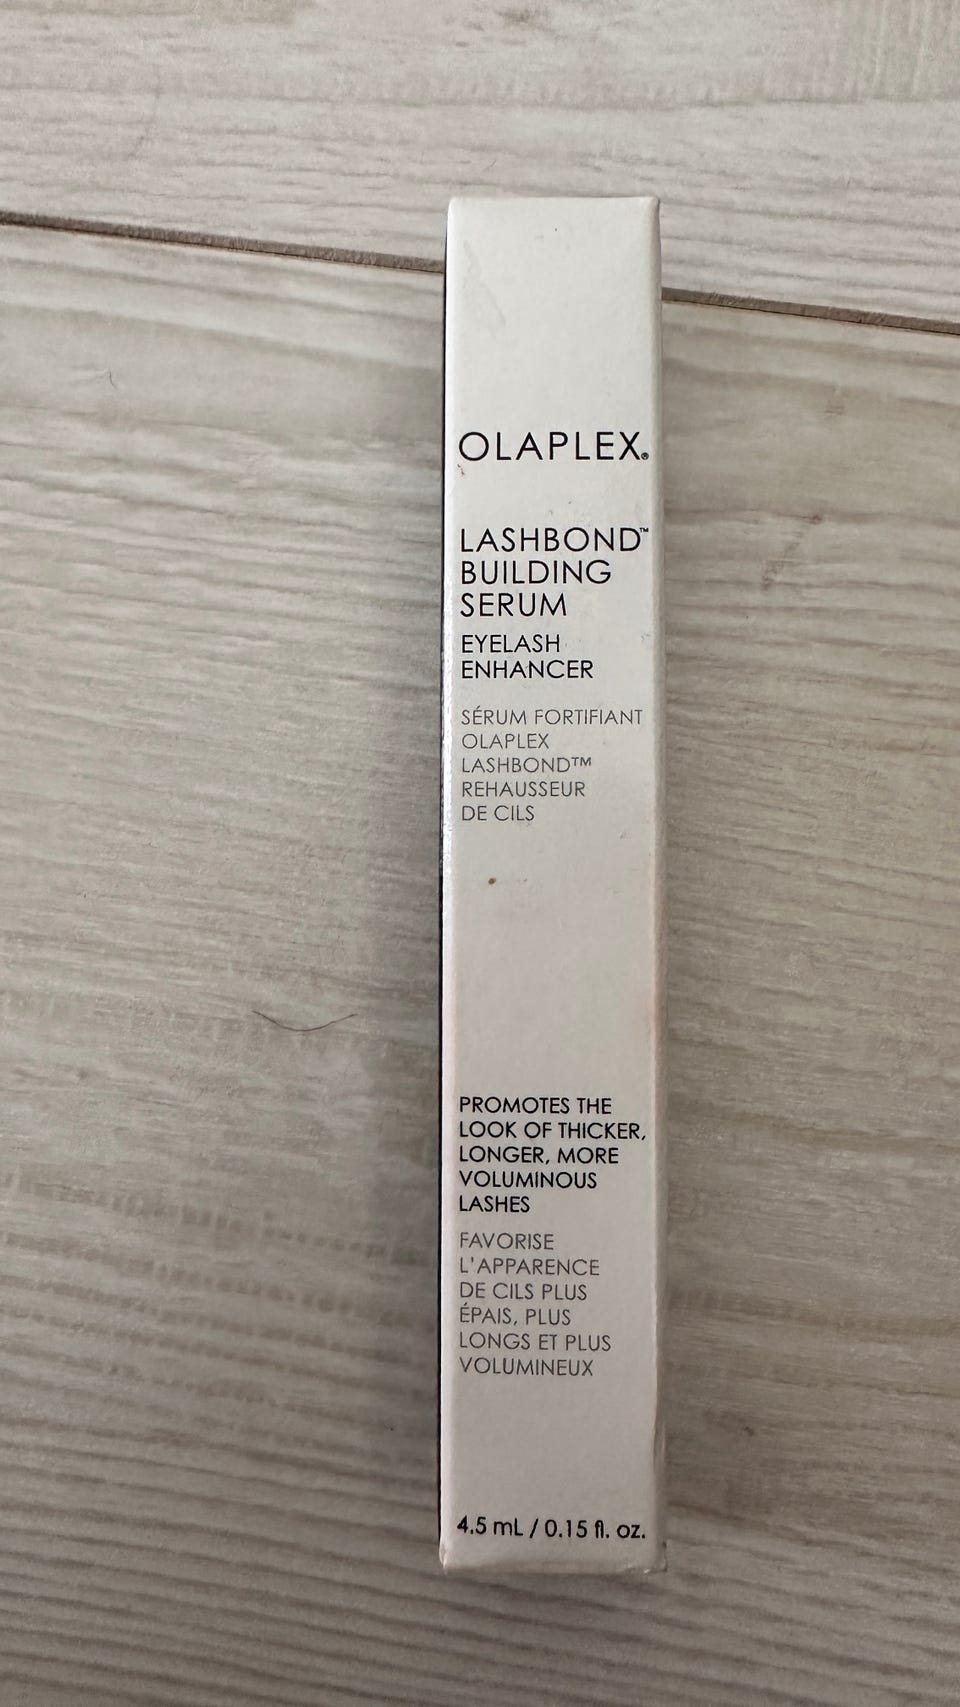 OLAPLEX®
LASHBOND™
BUILDING
SERUM
EYELASH
ENHANCER
SÉRUM FORTIFIANT
OLAPLEX
LASHBOND™
REHAUSSEUR
DE CILS
PROMOTES THE
LOOK OF THICKER,
LONGER, MORE
VOLUMINOUS
LASHES
FAVORISE
L'APPARENCE
DE CILS PLUS
ÉPAIS, PLUS
LONGS ET PLUS
VOLUMINEUX
4.5 mL / 0.15 fl. oz.